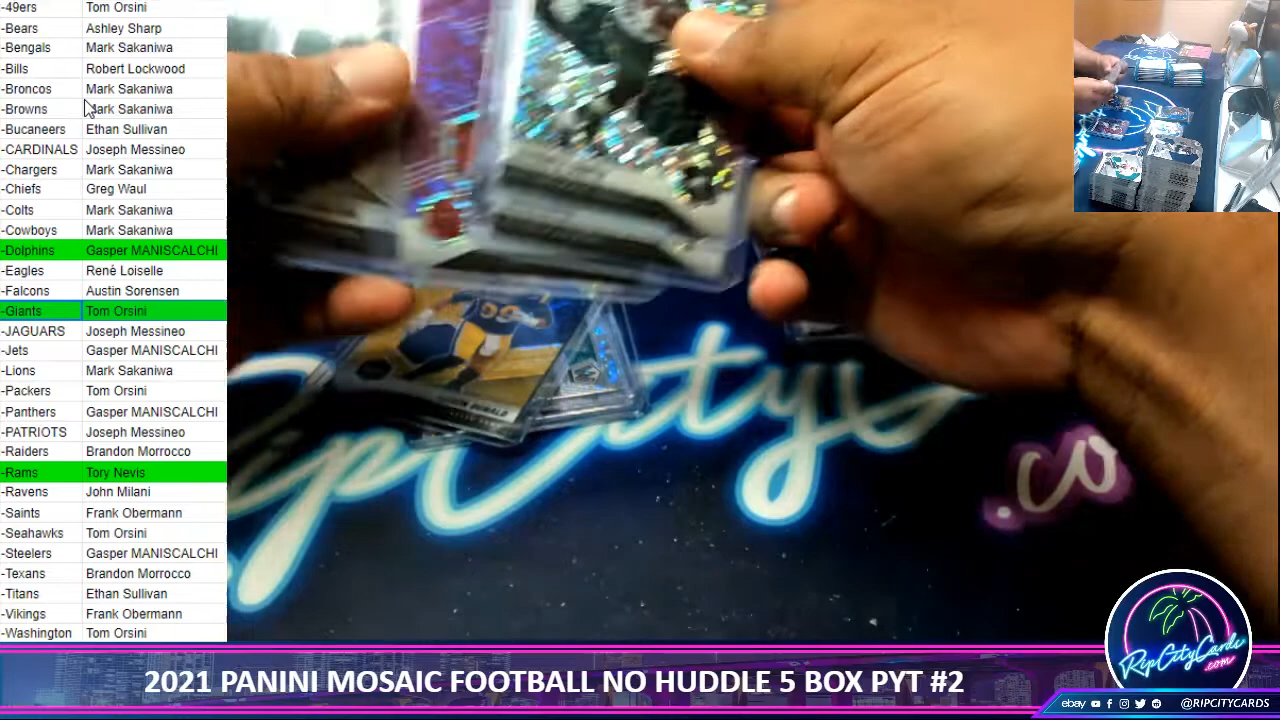 -49ers Tom Orsini
-Bears Ashley Sharp
-Bengals Mark Sakaniwa
-Bills Robert Lockwood
-Broncos Mark Sakaniwa
-Browns Mark Sakaniwa
-Bucaneers Ethan Sullivan
-CARDINALS Joseph Messineo
-Chargers Mark Sakaniwa
-Chiefs Greg Waul
-Colts Mark Sakaniwa
-Cowboys Mark Sakaniwa
-Dolphins Gasper MANISCALCHI
-Eagles René Loiselle
-Falcons Austin Sorensen
-Giants Tom Orsini
-JAGUARS Joseph Messineo
-Jets Gasper MANISCALCHI
-Lions Mark Sakaniwa
-Packers Tom Orsini
-Panthers Gasper MANISCALCHI
-PATRIOTS Joseph Messineo
-Raiders Brandon Morrocco
-Rams Tory Nevis
-Ravens John Milani
-Saints Frank Obermann
-Seahawks Tom Orsini
-Steelers Gasper MANISCALCHI
-Texans Brandon Morrocco
-Titans Ethan Sullivan
-Vikings Frank Obermann
-Washington Tom Orsini
RipCity
.co
RipCityCards
.com
2021 PANINI MOSAIC FOOTBALL NO HUDDLE 5 BOX PYT #2
ebay @RIPCITYCARDS